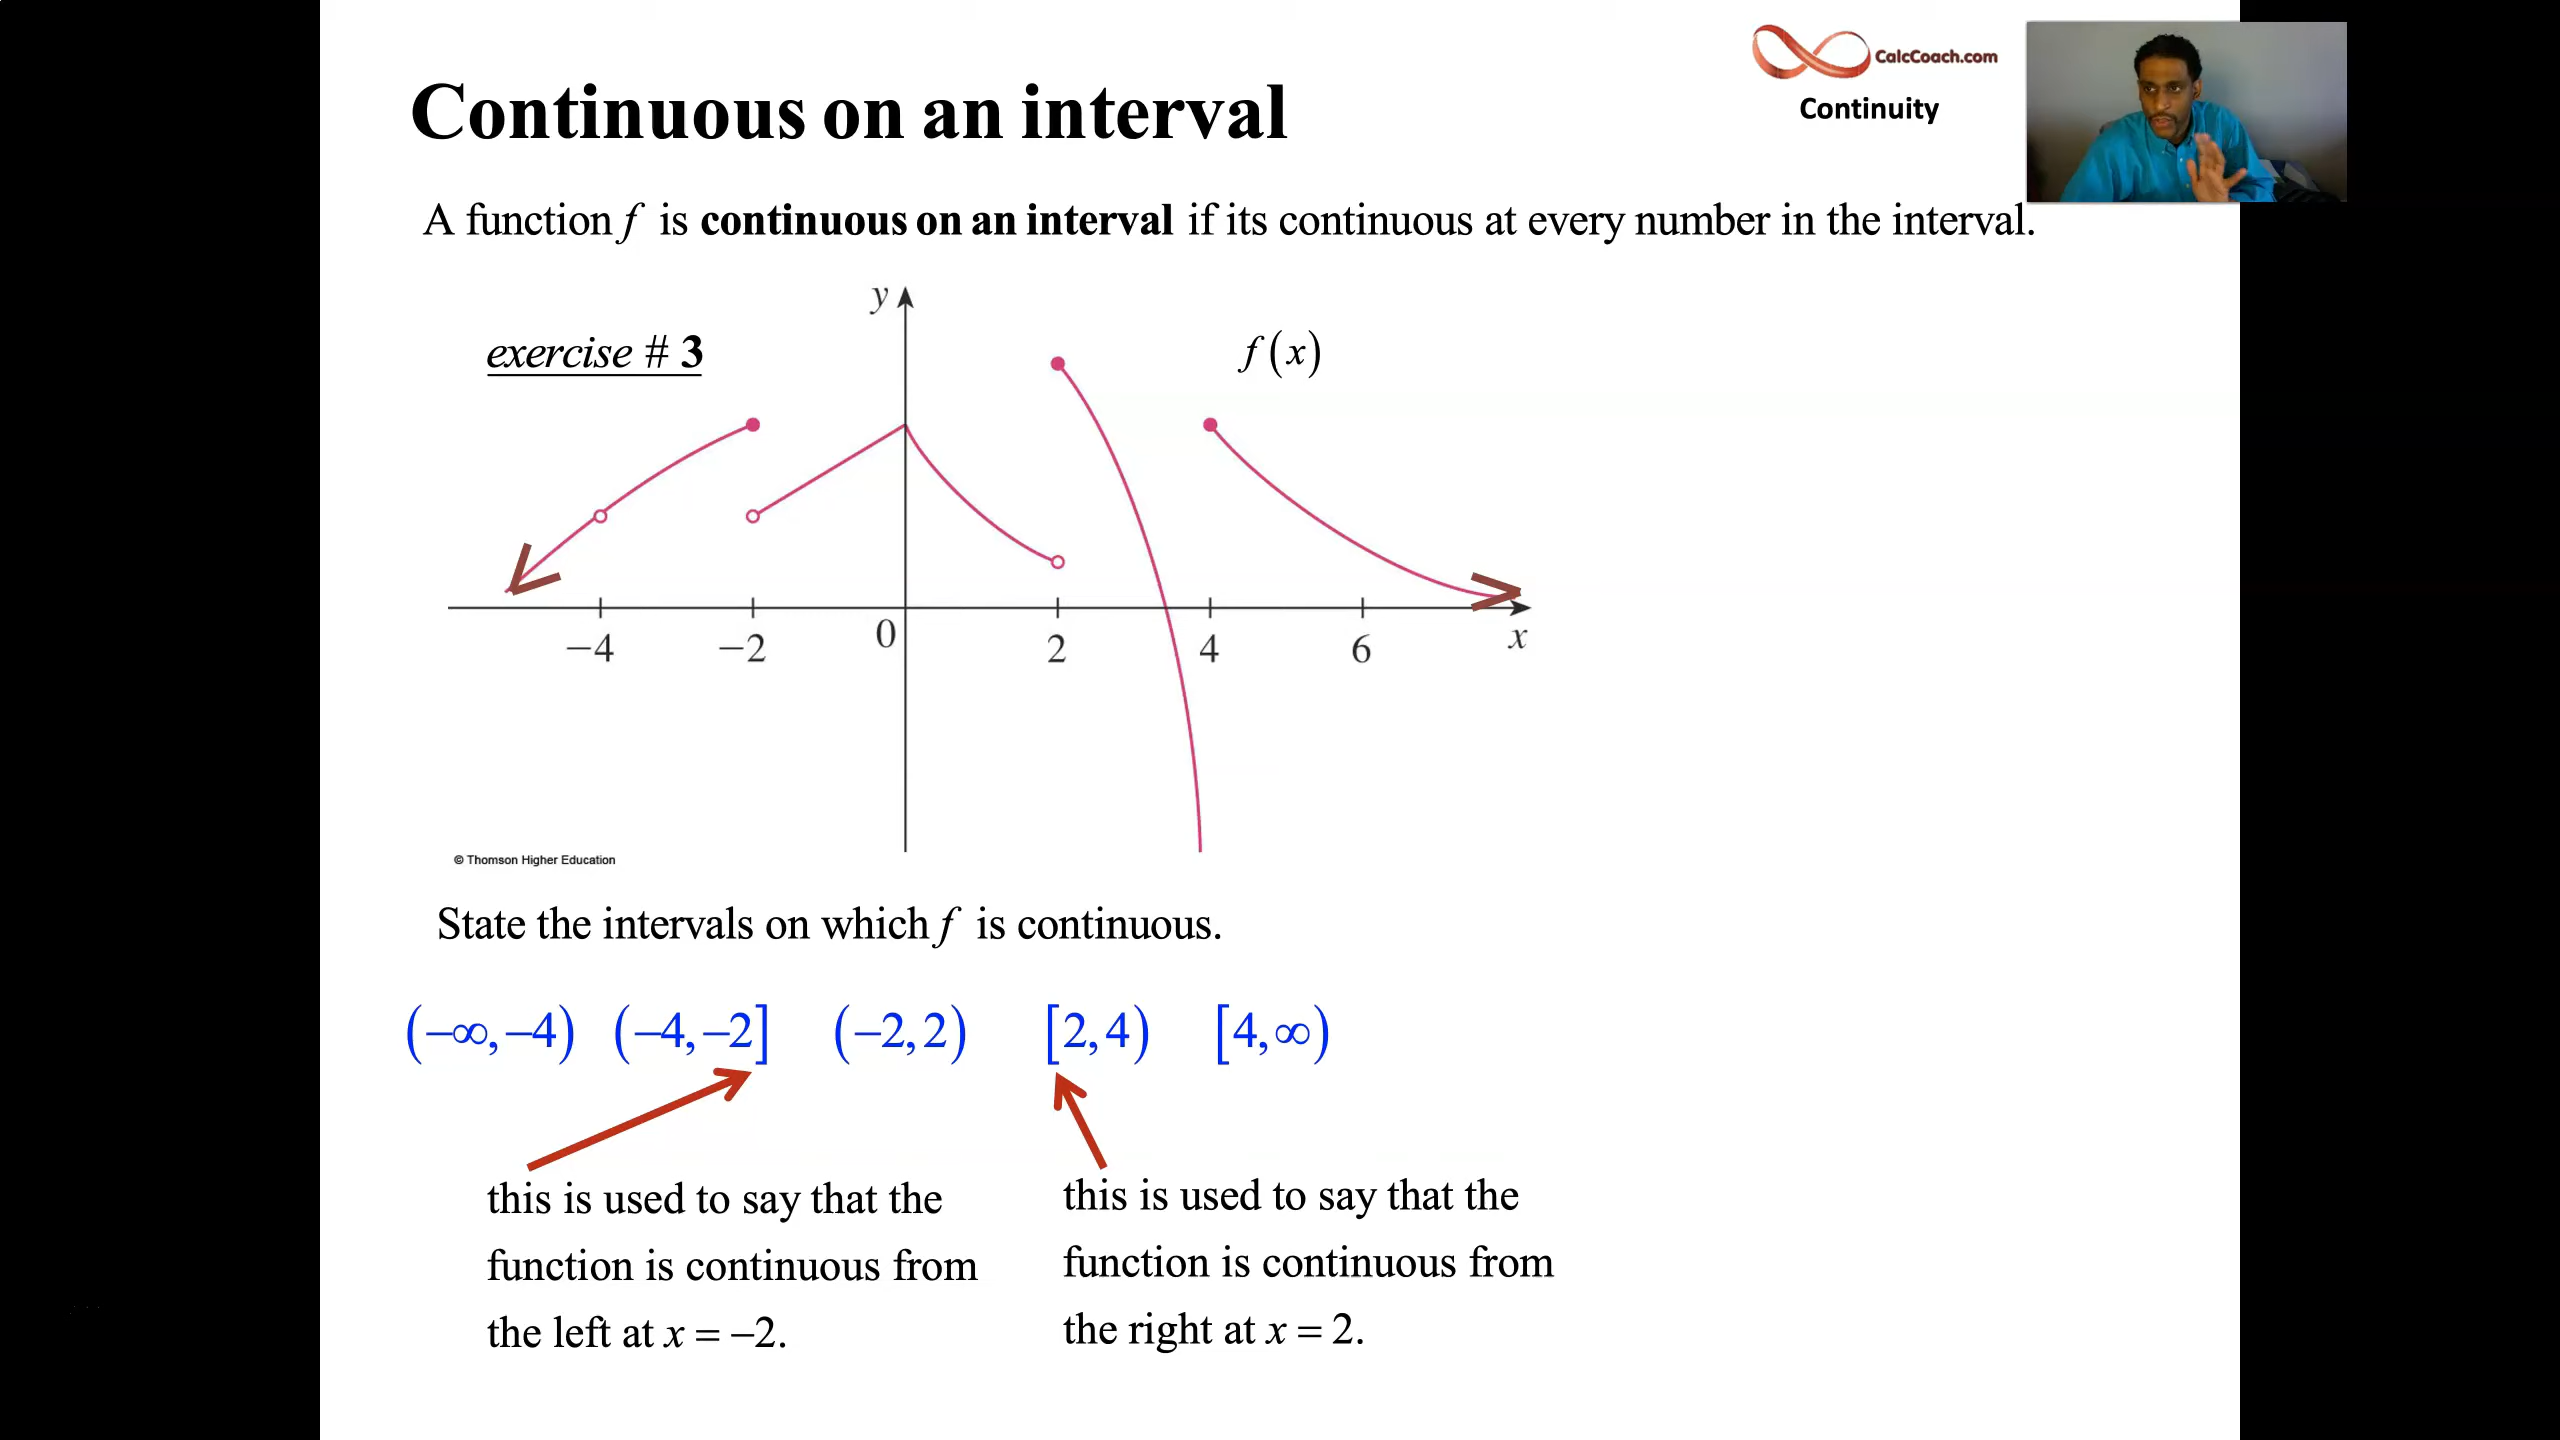 CalcCoach.com
Continuity
Continuous on an interval
A function f is continuous on an interval if its continuous at every number in the interval.
y
exercise # 3
f(x)
−4 −2 0 2 4 6 x
© Thomson Higher Education
State the intervals on which f is continuous.
(−∞,−4) (−4,−2] (−2,2) [2,4) [4,∞)
this is used to say that the
function is continuous from
the left at x = −2.
this is used to say that the
function is continuous from
the right at x = 2.